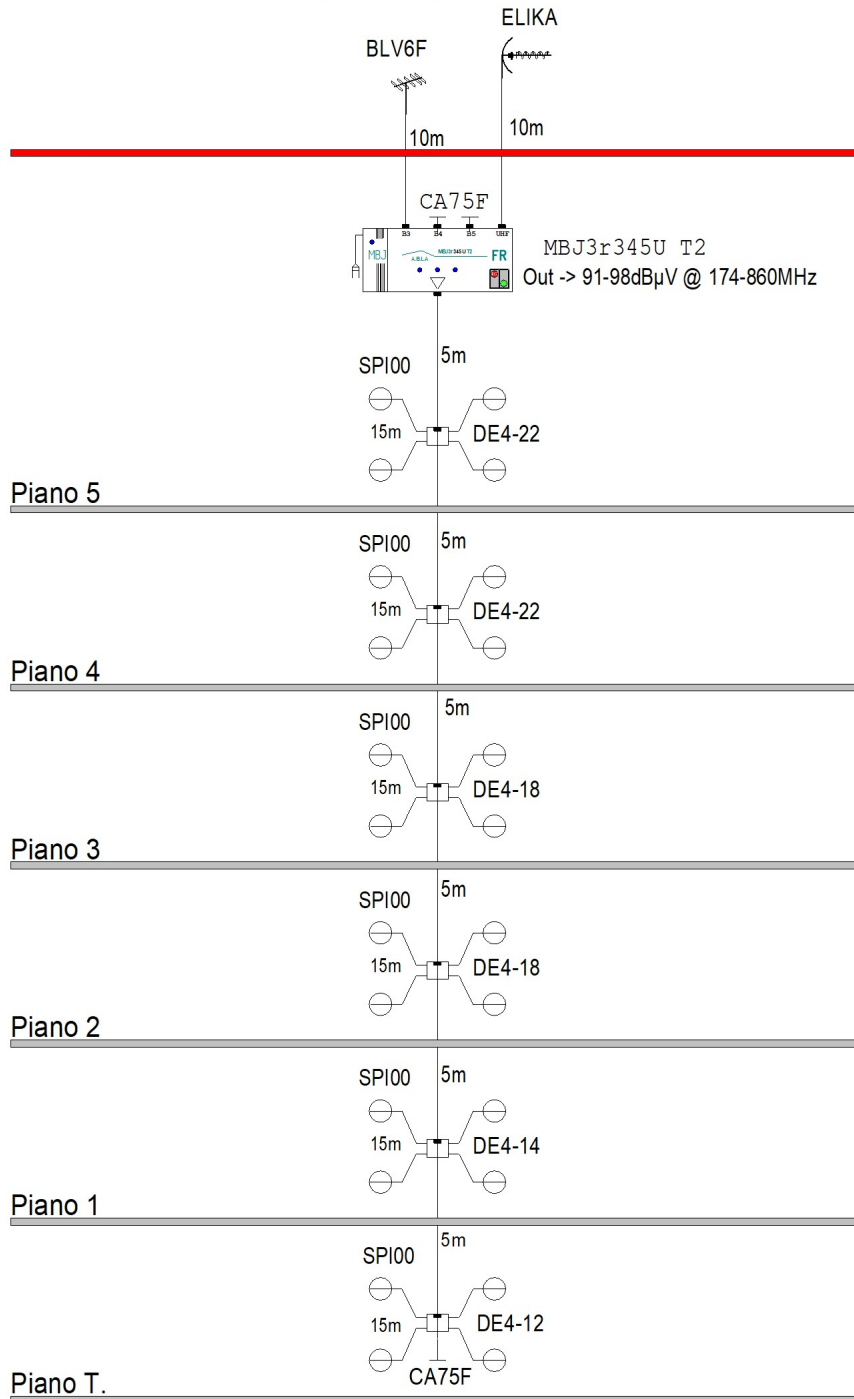 ELIKA
BLV6F
10m
10m
CA75F
B3 B4 B5 UHF
MBJ
MBJ3r345U T2
A.BI.A
FR
MBJ3r345U T2
Out -> 91-98dBµV @ 174-860MHz
5m
SPI00
15m
DE4-22
Piano 5
5m
SPI00
15m
DE4-22
Piano 4
5m
SPI00
15m
DE4-18
Piano 3
5m
SPI00
15m
DE4-18
Piano 2
5m
SPI00
15m
DE4-14
Piano 1
5m
SPI00
15m
DE4-12
CA75F
Piano T.